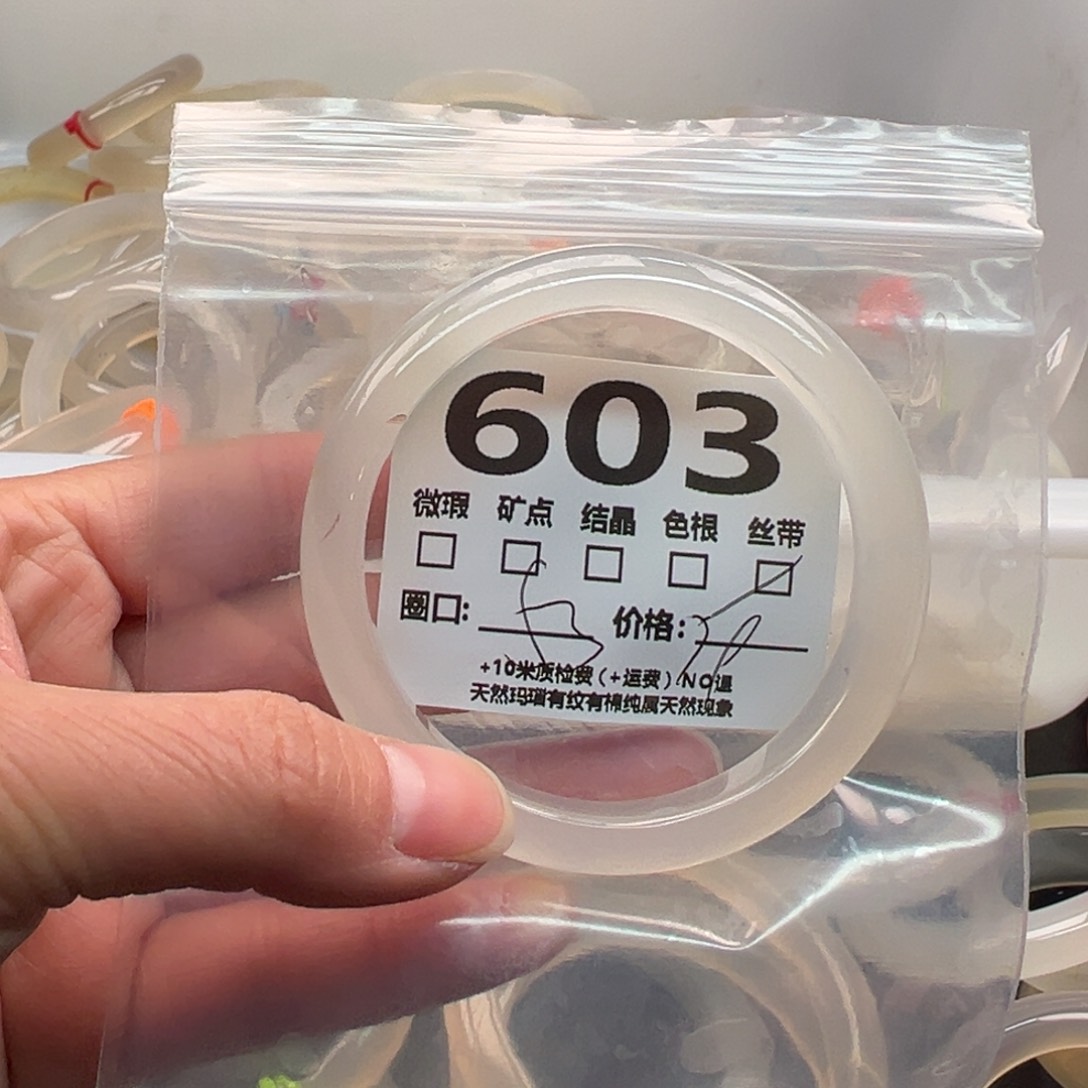 603
微瑕 矿点 结晶 色根 丝带
圈口: 价格:
+10米质检费(+运费)NO退
天然玛瑙有纹有棉纯属天然现象